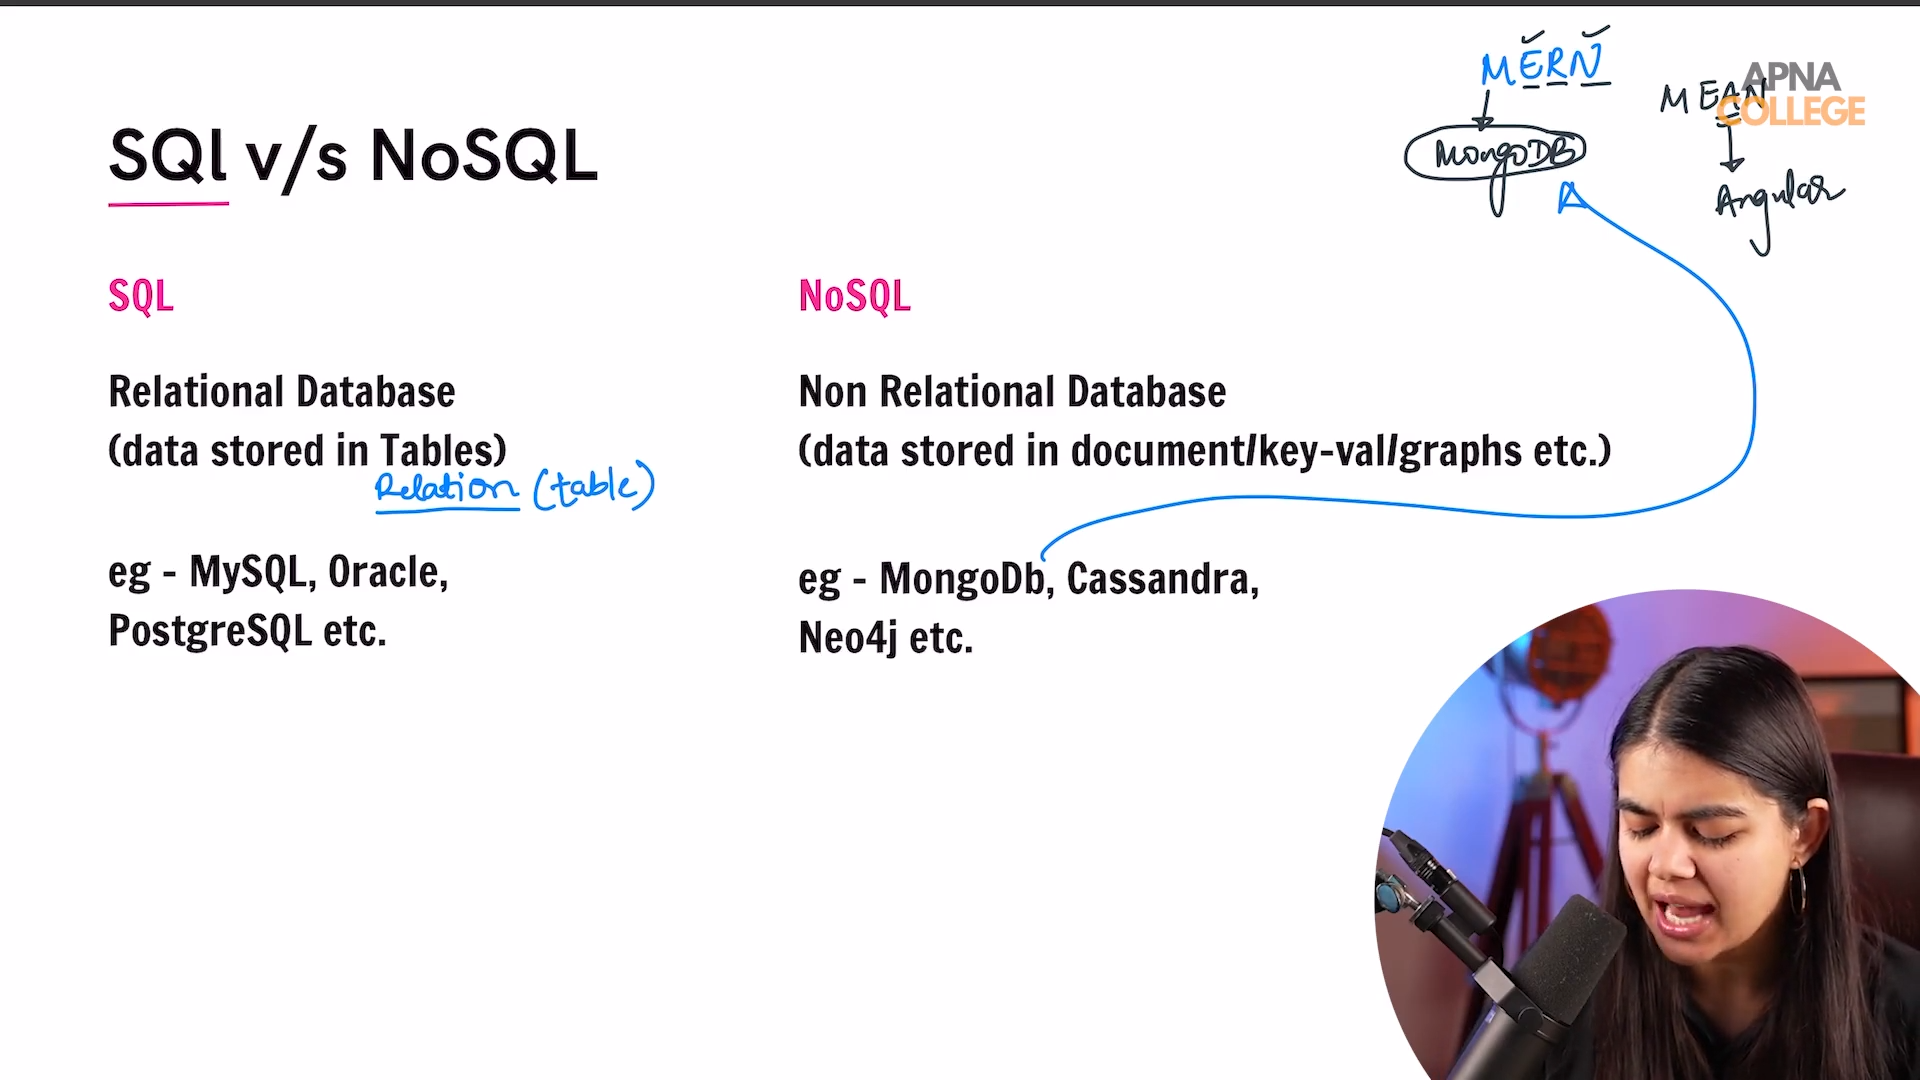 MERN
MEAN
APNA
COLLEGE
MongoDB
Angular
SQl v/s NoSQL
SQL
Relational Database
(data stored in Tables)
Relation (table)
eg - MySQL, Oracle,
PostgreSQL etc.
NoSQL
Non Relational Database
(data stored in document/key-val/graphs etc.)
eg - MongoDb, Cassandra,
Neo4j etc.